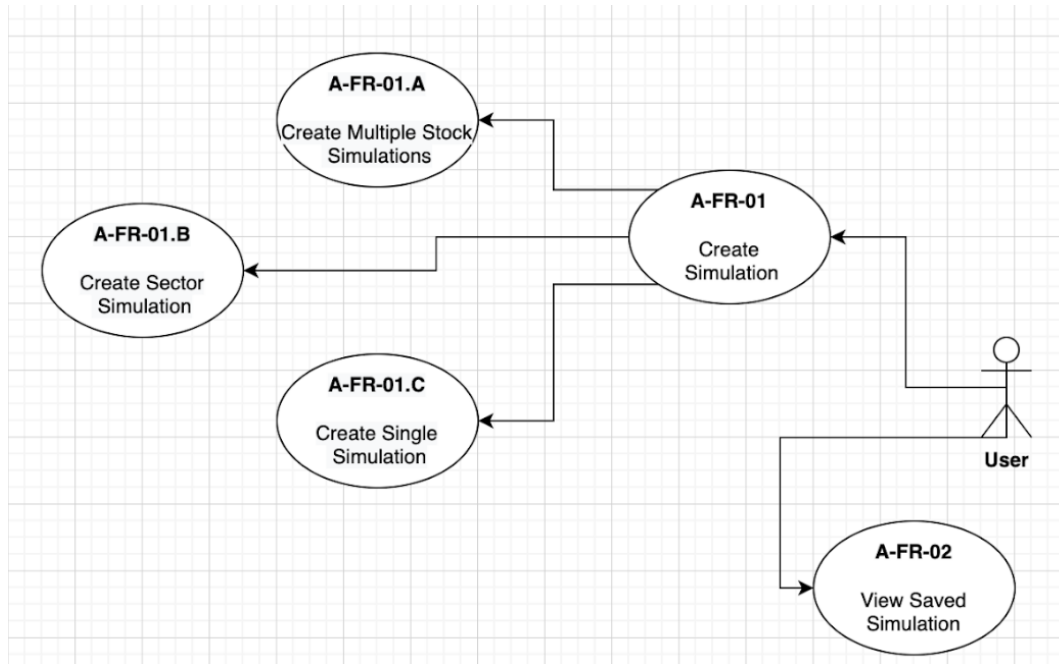 A-FR-01.A
Create Multiple Stock
Simulations
A-FR-01
Create
Simulation
A-FR-01.B
Create Sector
Simulation
A-FR-01.C
Create Single
Simulation
User
A-FR-02
View Saved
Simulation